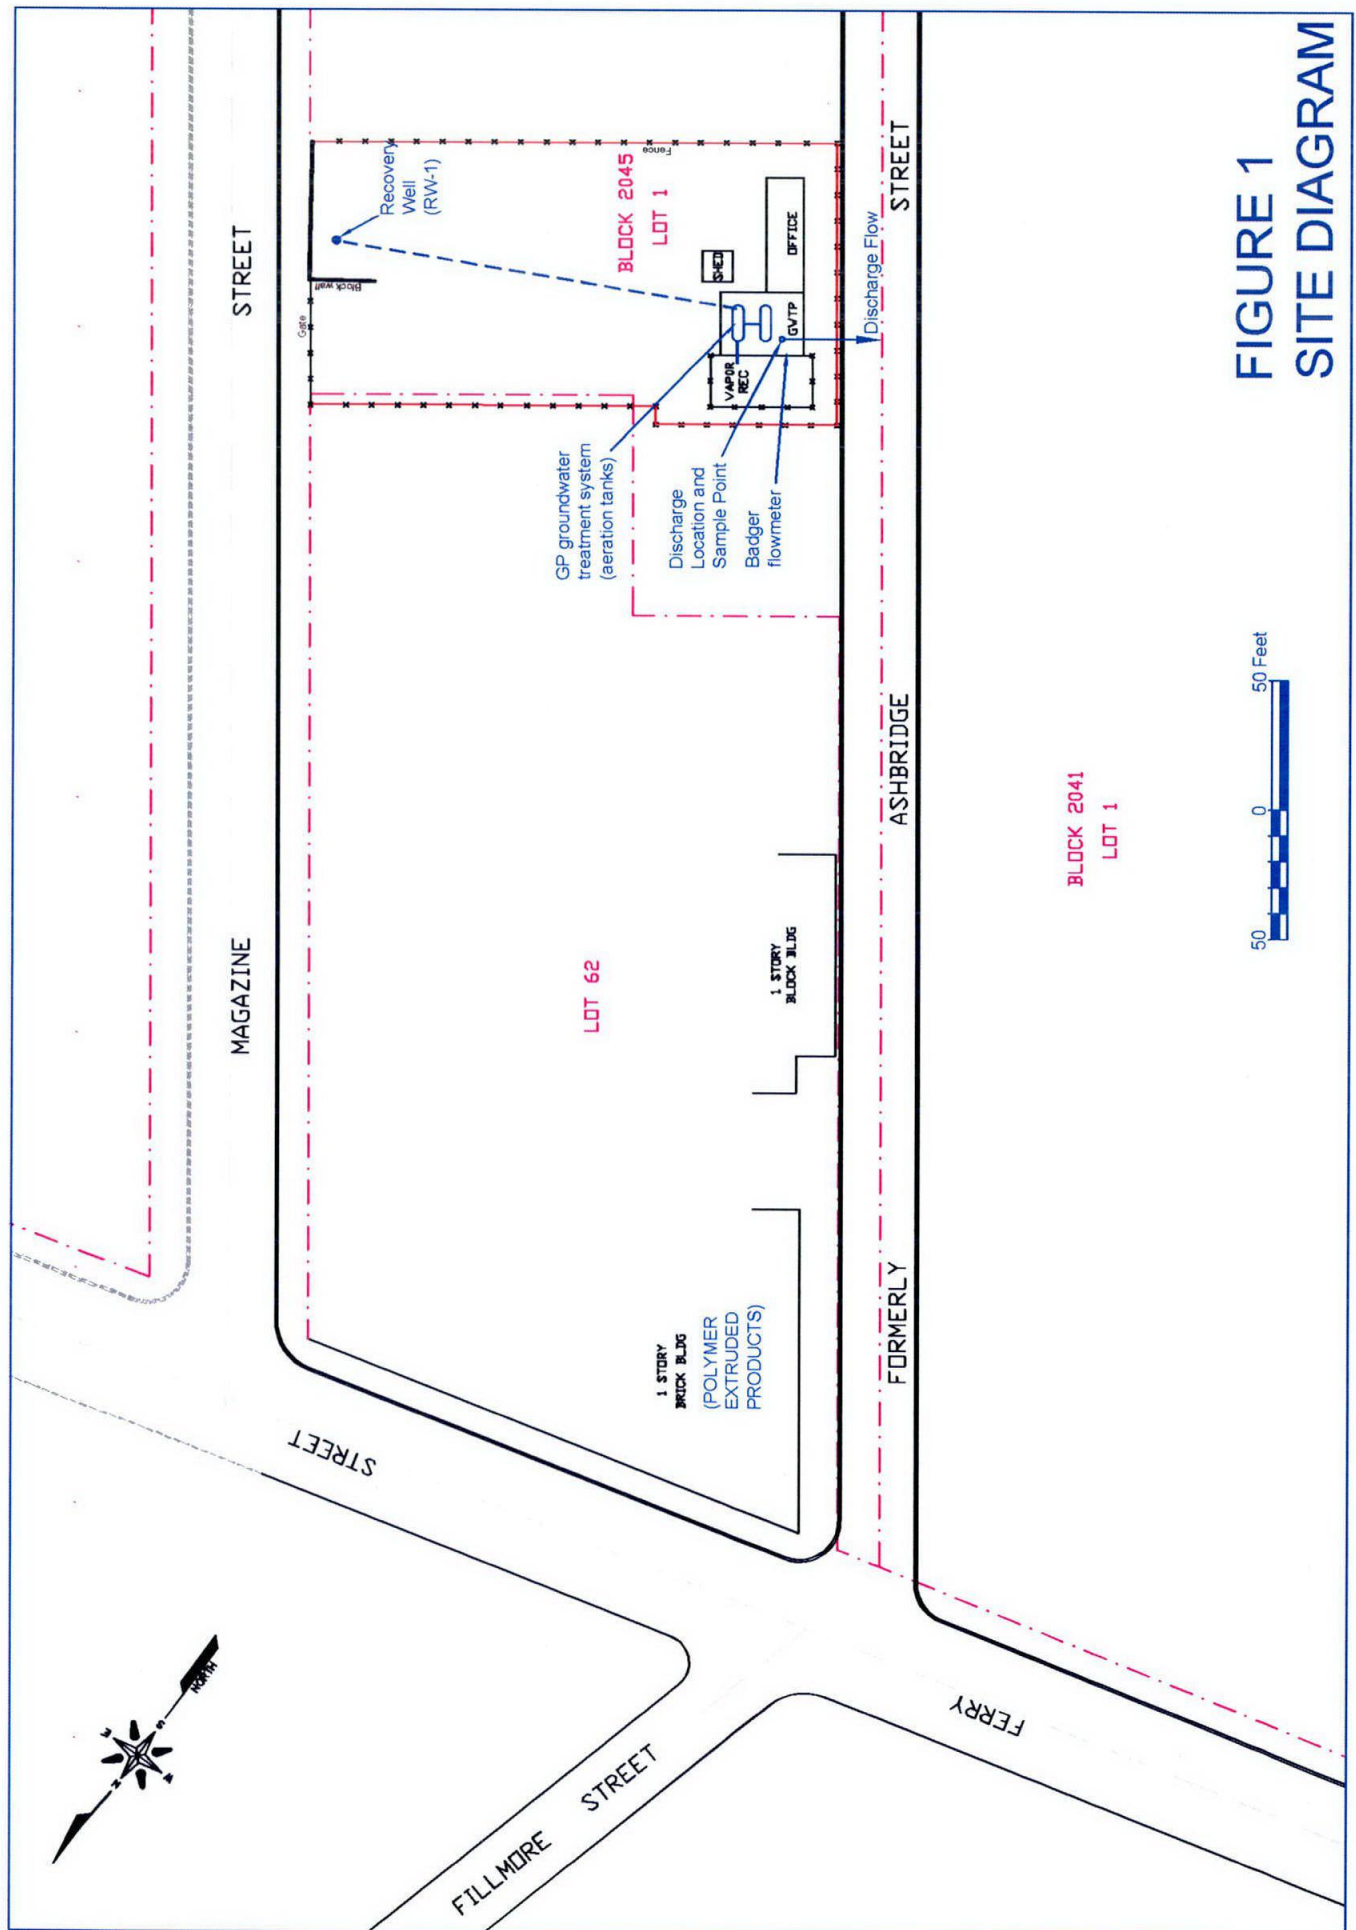 MAGAZINE
STREET
STREET
FERRY
FILLMORE
STREET
FORMERLY
ASHBRIDGE
STREET
N
E
S
W
NORTH
Gate
Block wall
Recovery
Well
(RW-1)
Fence
BLOCK 2045
LOT 1
SHED
OFFICE
GWTP
VAPOR
REC
GP groundwater
treatment system
(aeration tanks)
Discharge
Location and
Sample Point
Badger
flowmeter
Discharge Flow
LOT 62
1 STORY
BLOCK BLDG
1 STORY
BRICK BLDG
(POLYMER
EXTRUDED
PRODUCTS)
BLOCK 2041
LOT 1
50
0
50 Feet
FIGURE 1
SITE DIAGRAM